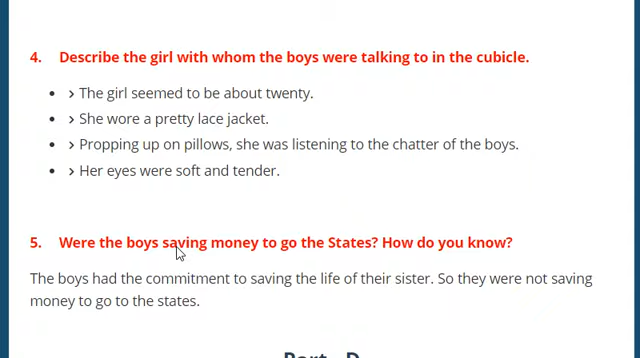 4. Describe the girl with whom the boys were talking to in the cubicle.
• › The girl seemed to be about twenty.
• › She wore a pretty lace jacket.
• › Propping up on pillows, she was listening to the chatter of the boys.
• › Her eyes were soft and tender.
5. Were the boys saving money to go the States? How do you know?
The boys had the commitment to saving the life of their sister. So they were not saving
money to go to the states.
Part - D